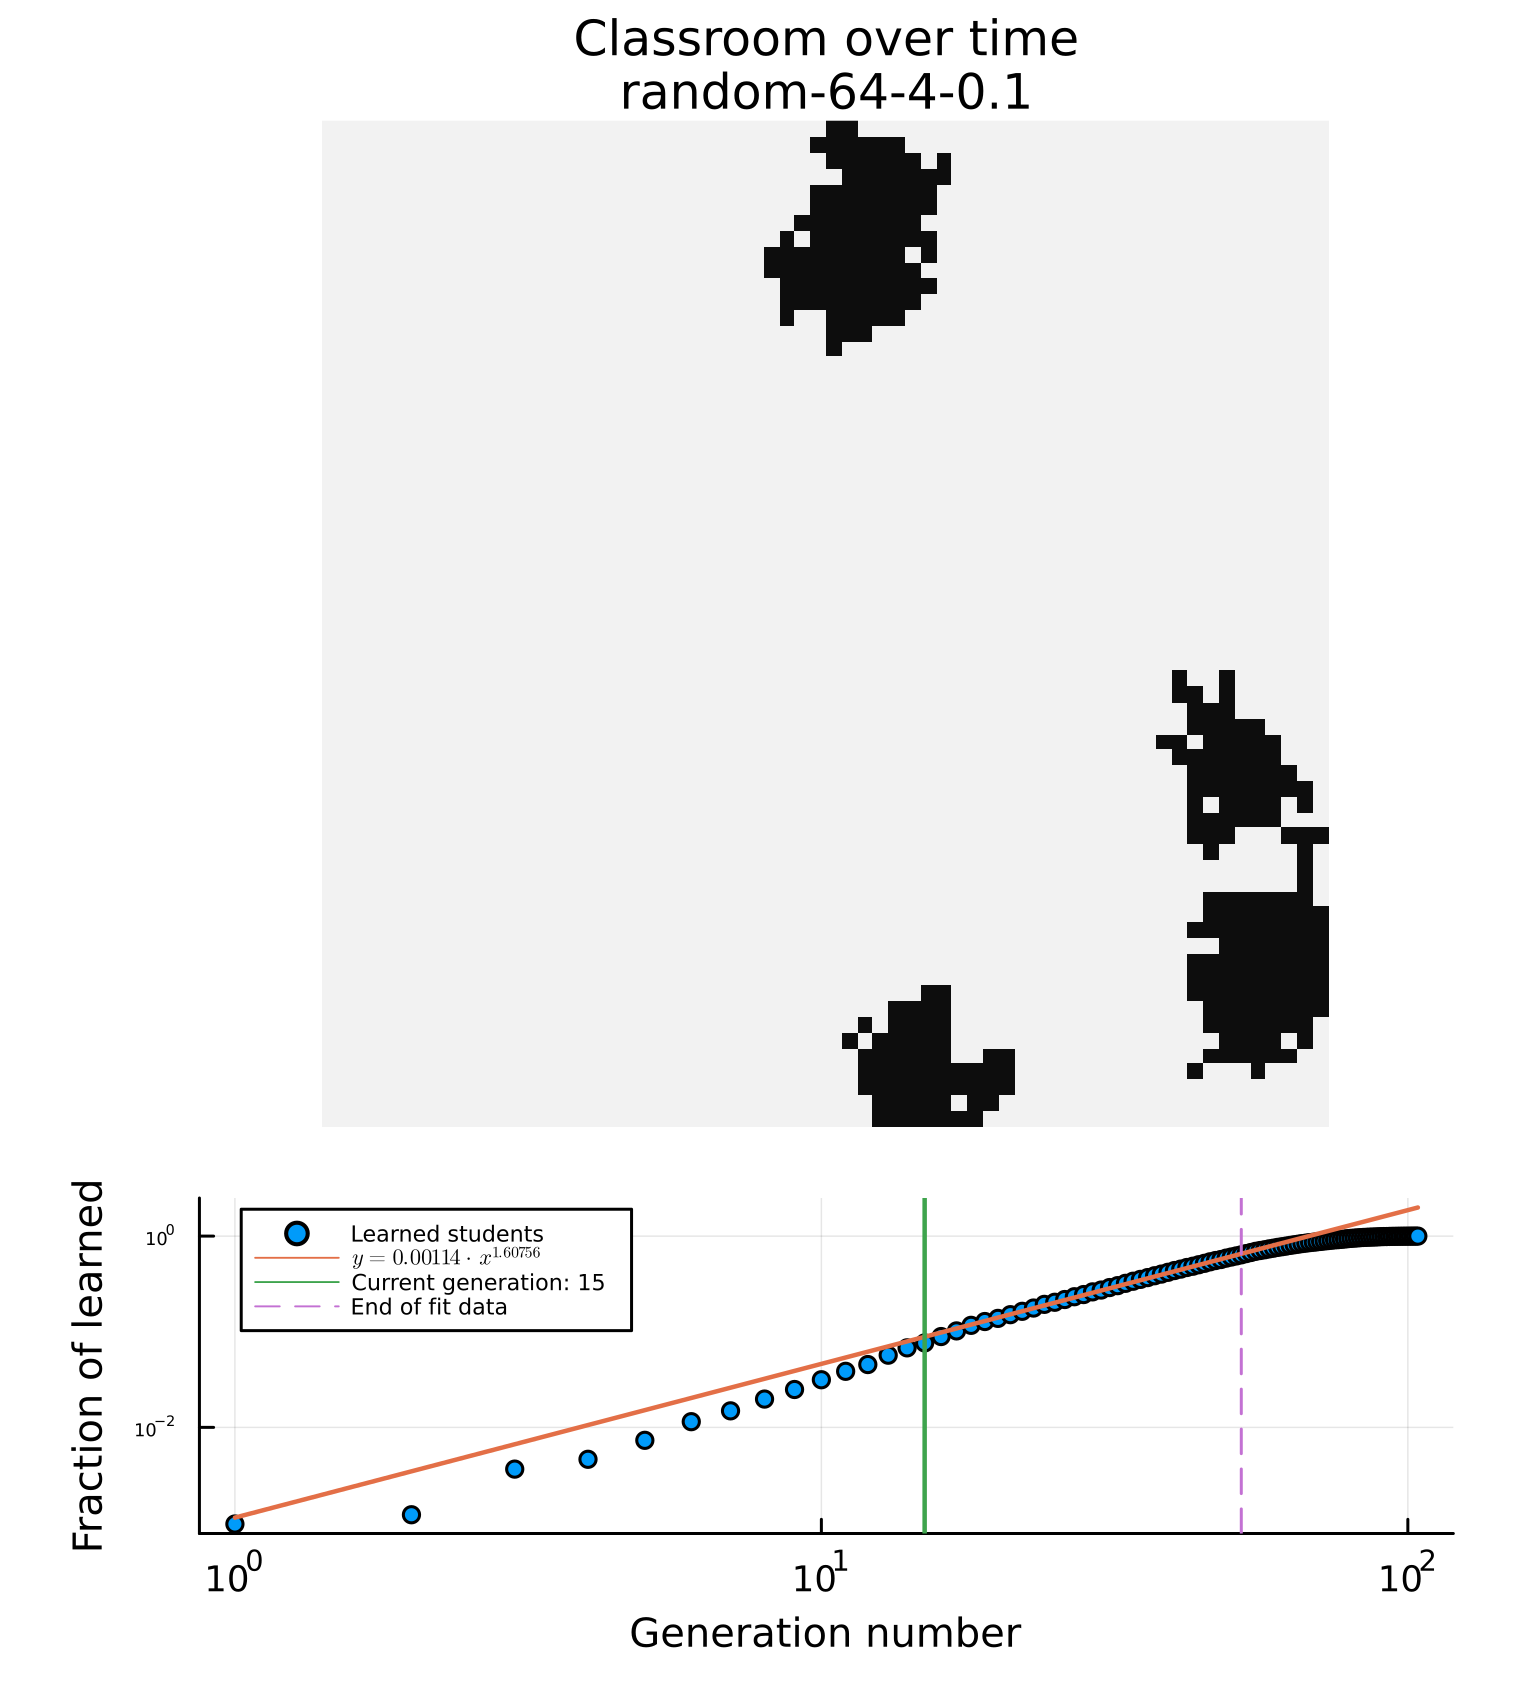 Classroom over time
random-64-4-0.1
Fraction of learned
10^0
10^-2
Learned students
y = 0.00114 · x^1.60756
Current generation: 15
End of fit data
10^0 10^1 10^2
Generation number